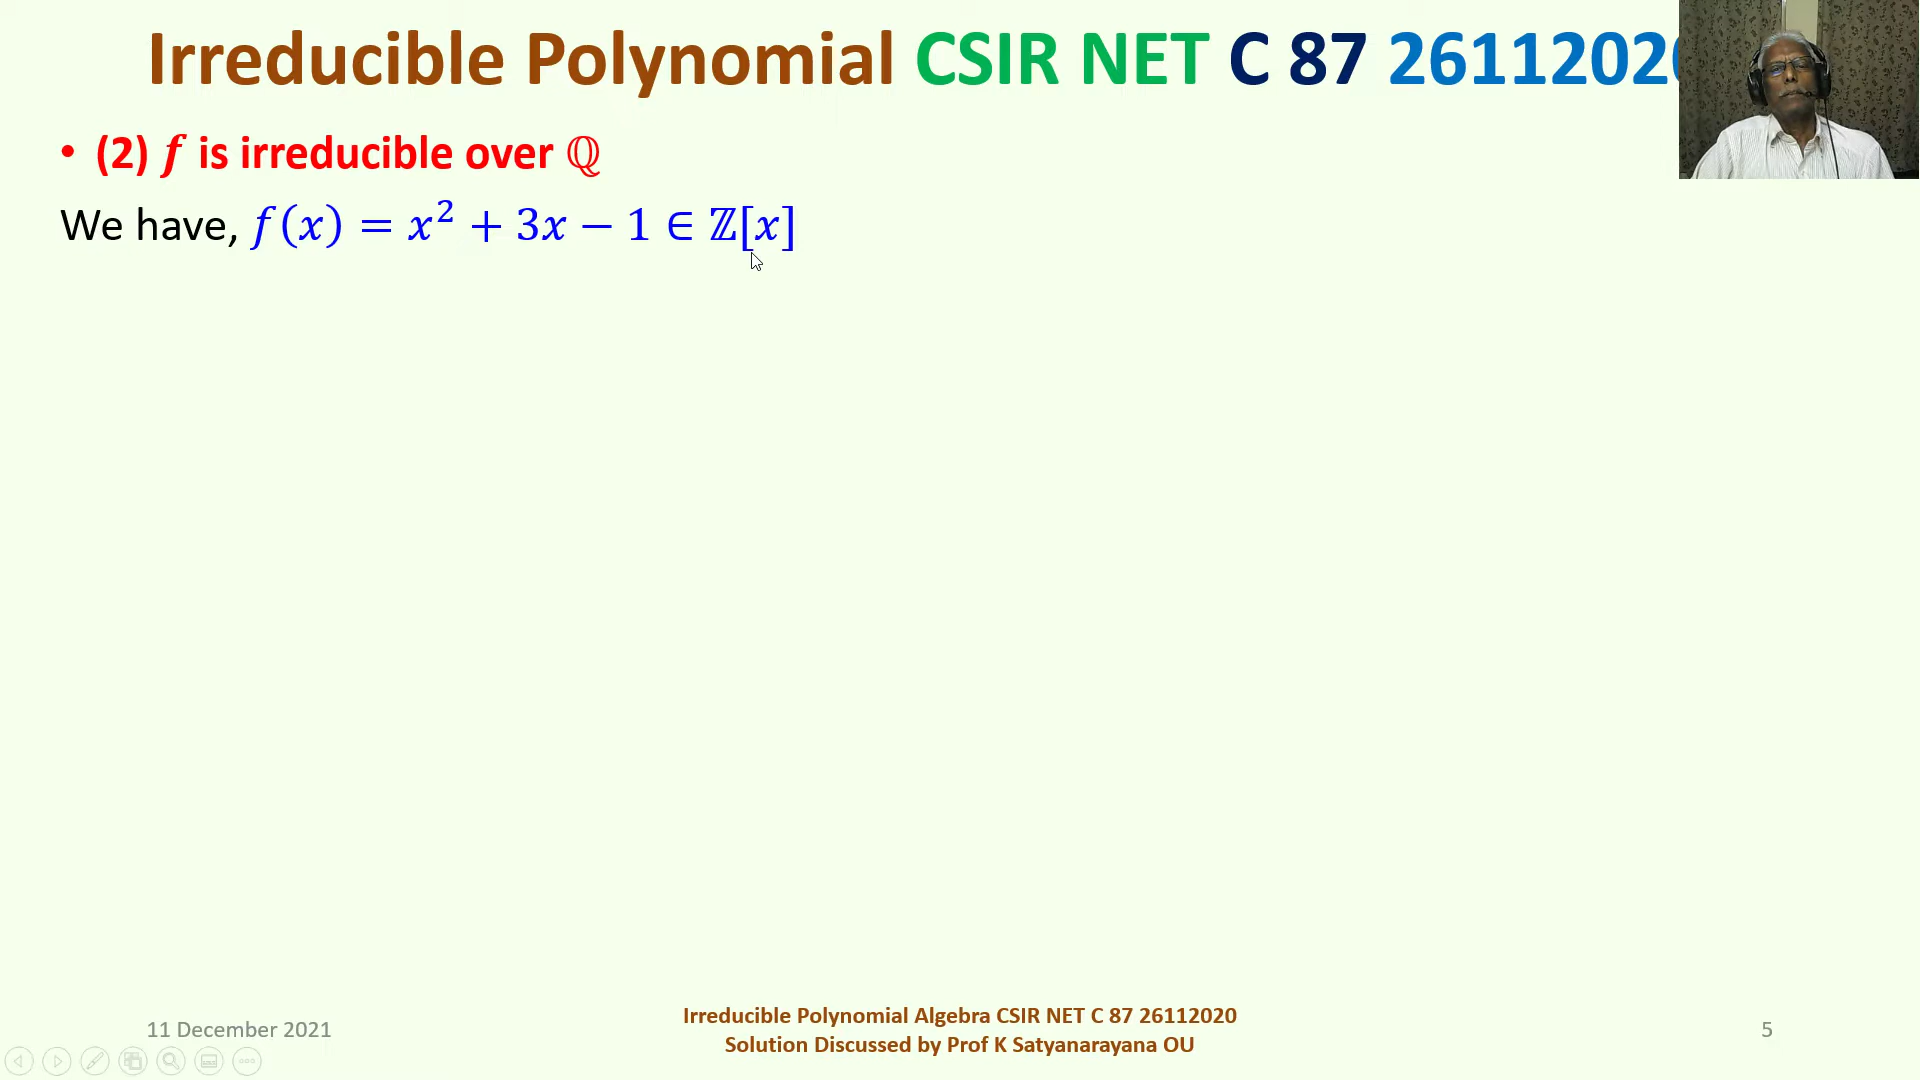 Irreducible Polynomial CSIR NET C 87 2611202
• (2) f is irreducible over ℚ
We have, f(x) = x² + 3x − 1 ∈ ℤ[x]
11 December 2021
Irreducible Polynomial Algebra CSIR NET C 87 26112020
Solution Discussed by Prof K Satyanarayana OU
5